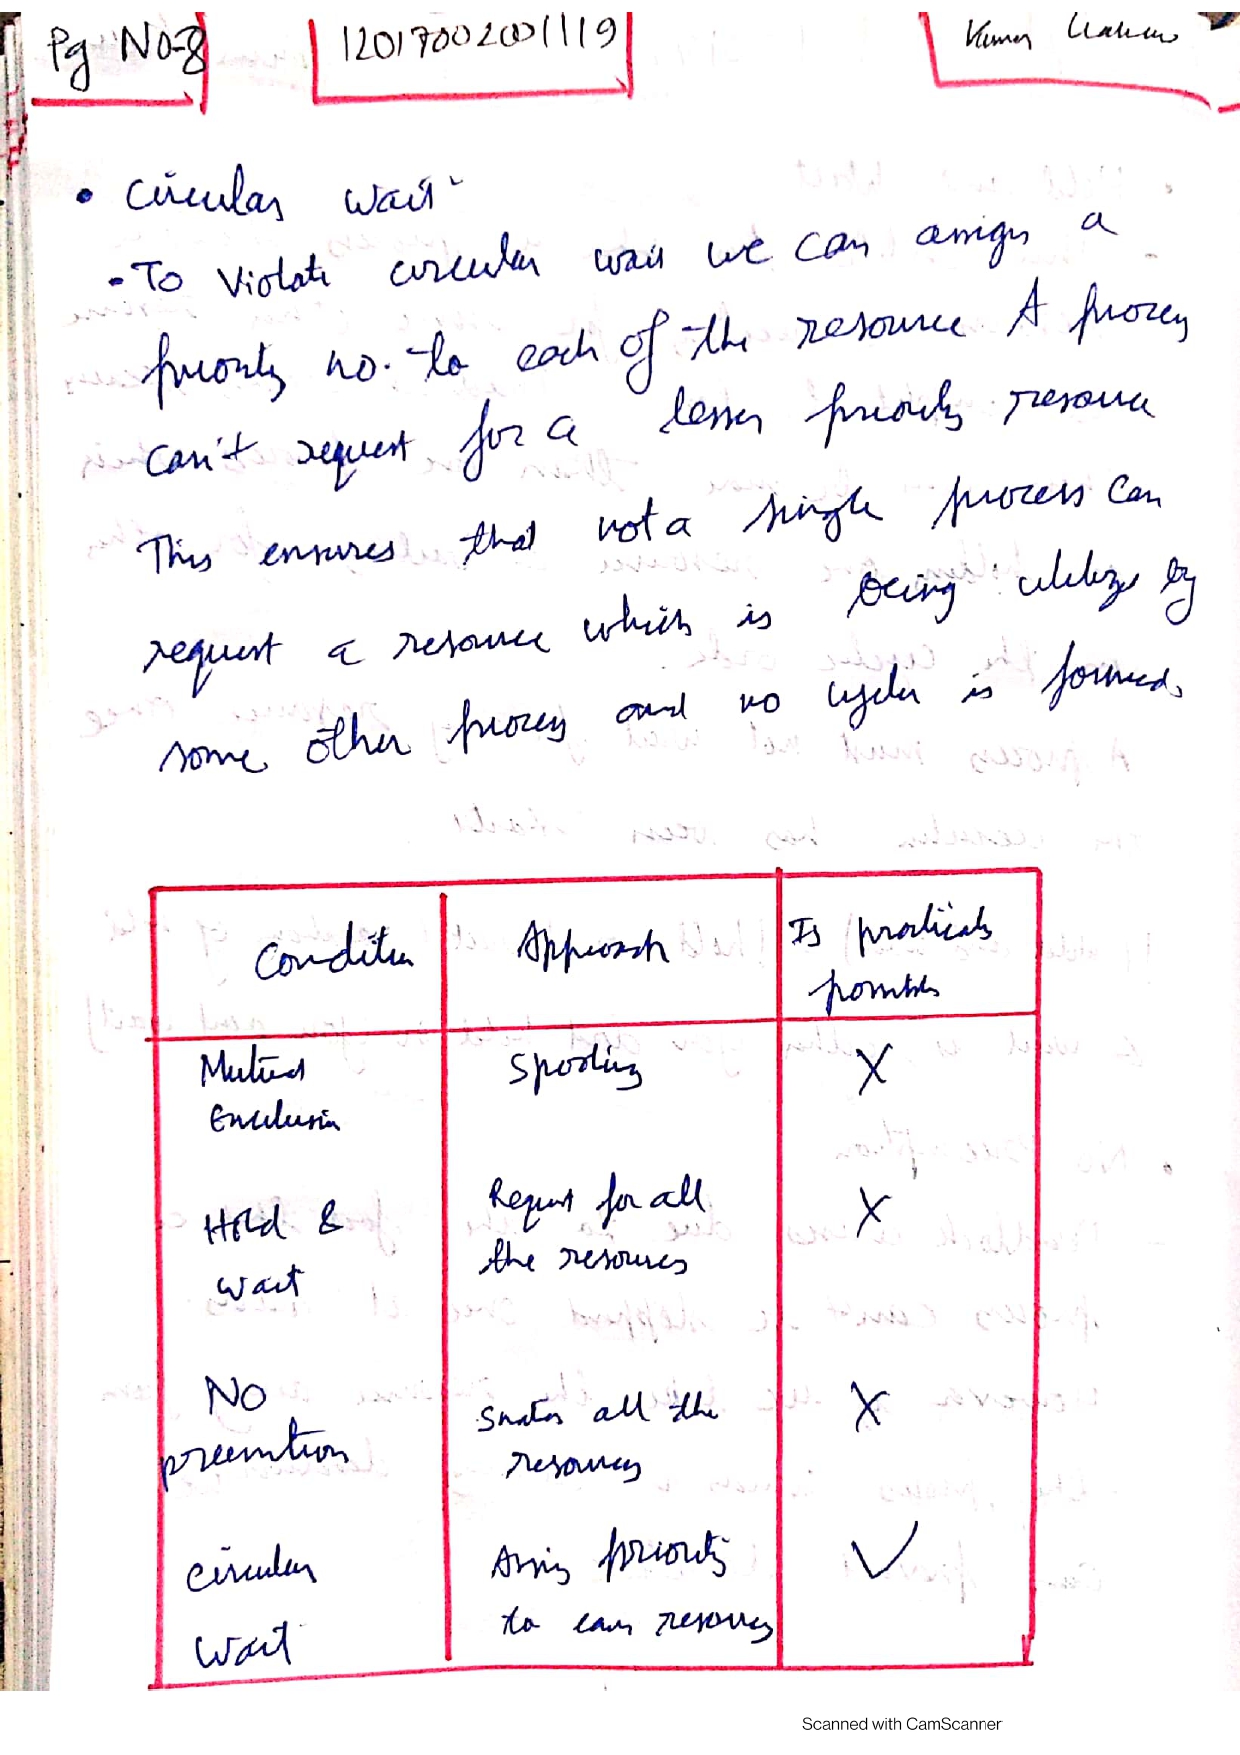 Pg No-8
12017002001119
Kumar
• Circular wait
- To violate circular wait we can assign a
priority no. to each of the resource A process
can't request for a lesser priority resource
This ensures that not a single process can
request a resource which is being utilize by
some other process and no cycle is formed.
Condition Approach Is practically
possible
Mutual Spooling X
Exclusion
Hold & Request for all X
wait the resources
No Snatch all the X
preemtion resources
circular Assign priority ✓
wait to each resources
Scanned with CamScanner